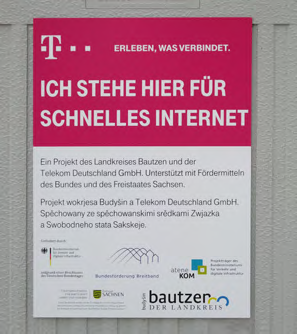 T
ERLEBEN, WAS VERBINDET.
ICH STEHE HIER FÜR
SCHNELLES INTERNET
Ein Projekt des Landkreises Bautzen und der
Telekom Deutschland GmbH. Unterstützt mit Fördermitteln
des Bundes und des Freistaates Sachsen.
Projekt wokrjesa Budyšin a Telekom Deutschland GmbH.
Spěchowany ze spěchowanskimi srědkami Zwjazka
a Swobodneho stata Sakskeje.
Bundesförderung Breitband
atene
KOM
SACHSEN
bautzen
DER LANDKREIS